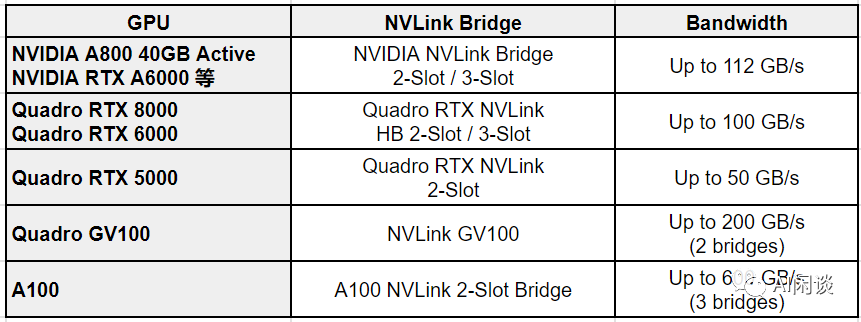 GPU NVLink Bridge Bandwidth
NVIDIA A800 40GB Active
NVIDIA RTX A6000 等
NVIDIA NVLink Bridge
2-Slot / 3-Slot
Up to 112 GB/s
Quadro RTX 8000
Quadro RTX 6000
Quadro RTX NVLink
HB 2-Slot / 3-Slot
Up to 100 GB/s
Quadro RTX 5000
Quadro RTX NVLink
2-Slot
Up to 50 GB/s
Quadro GV100
NVLink GV100
Up to 200 GB/s
(2 bridges)
A100
A100 NVLink 2-Slot Bridge
Up to GB/s
(3 bridges)
AI闲谈